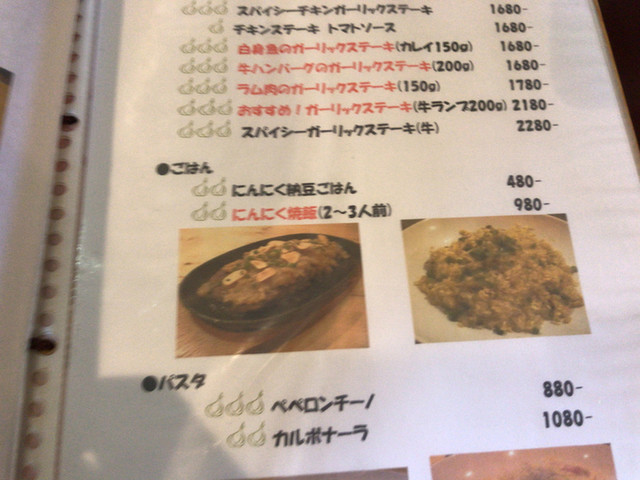 スパイシーチキンガーリックステーキ 1680-
チキンステーキ トマトソース 1680-
白身魚のガーリックステーキ(カレイ150g) 1680-
牛ハンバーグのガーリックステーキ(200g) 1680-
ラム肉のガーリックステーキ(150g) 1780-
おすすめ!ガーリックステーキ(牛ランプ200g) 2180-
スパイシーガーリックステーキ(牛) 2280-
●ごはん
にんにく納豆ごはん 480-
にんにく焼飯(2〜3人前) 980-
●パスタ
ペペロンチーノ 880-
カルボナーラ 1080-